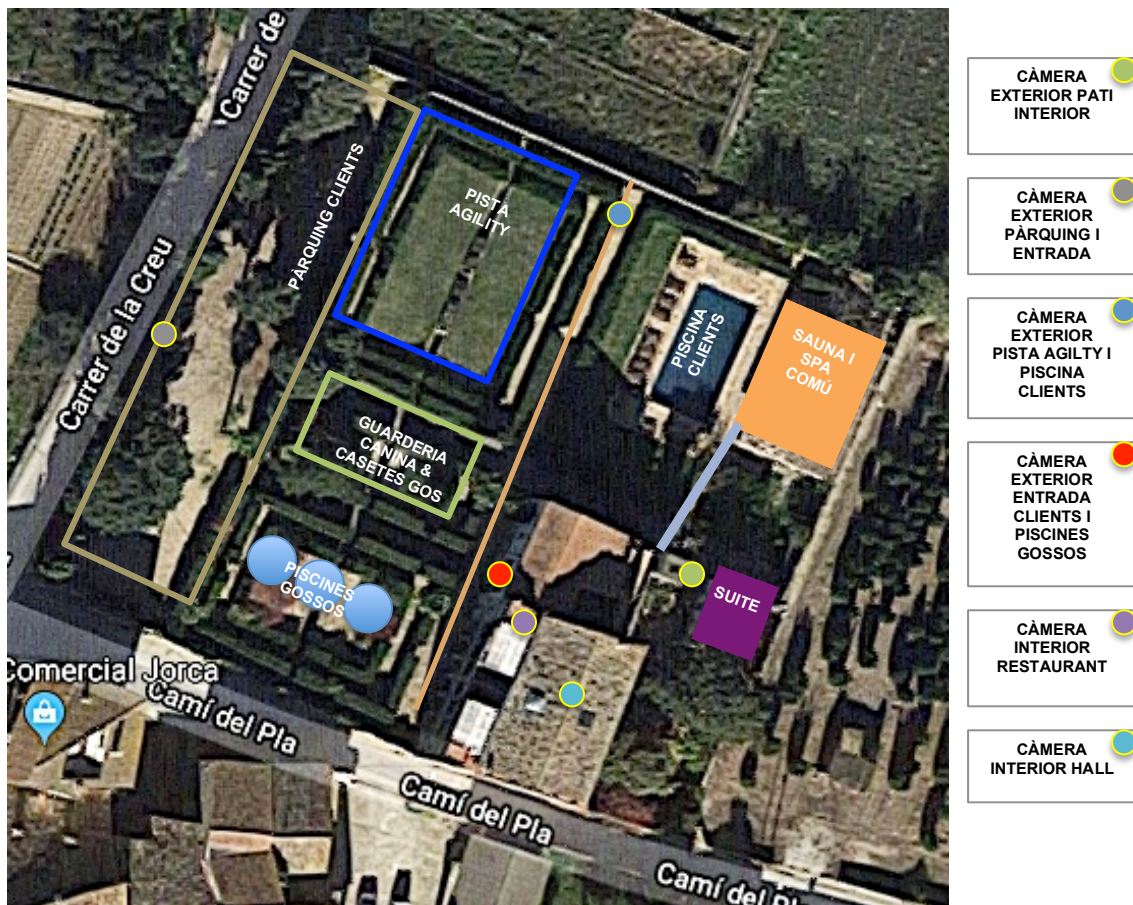 Carrer de
Carrer de la Creu
PÀRQUING CLIENTS
PISTA
AGILITY
PISCINA
CLIENTS
SAUNA I
SPA
COMÚ
GUARDERIA
CANINA &
CASETES GOS
PISCINES
GOSSOS
SUITE
Comercial Jorca
Camí del Pla
Camí del Pla
Camí del Pla
CÀMERA
EXTERIOR PATI
INTERIOR
CÀMERA
EXTERIOR
PÀRQUING I
ENTRADA
CÀMERA
EXTERIOR
PISTA AGILTY I
PISCINA
CLIENTS
CÀMERA
EXTERIOR
ENTRADA
CLIENTS I
PISCINES
GOSSOS
CÀMERA
INTERIOR
RESTAURANT
CÀMERA
INTERIOR HALL